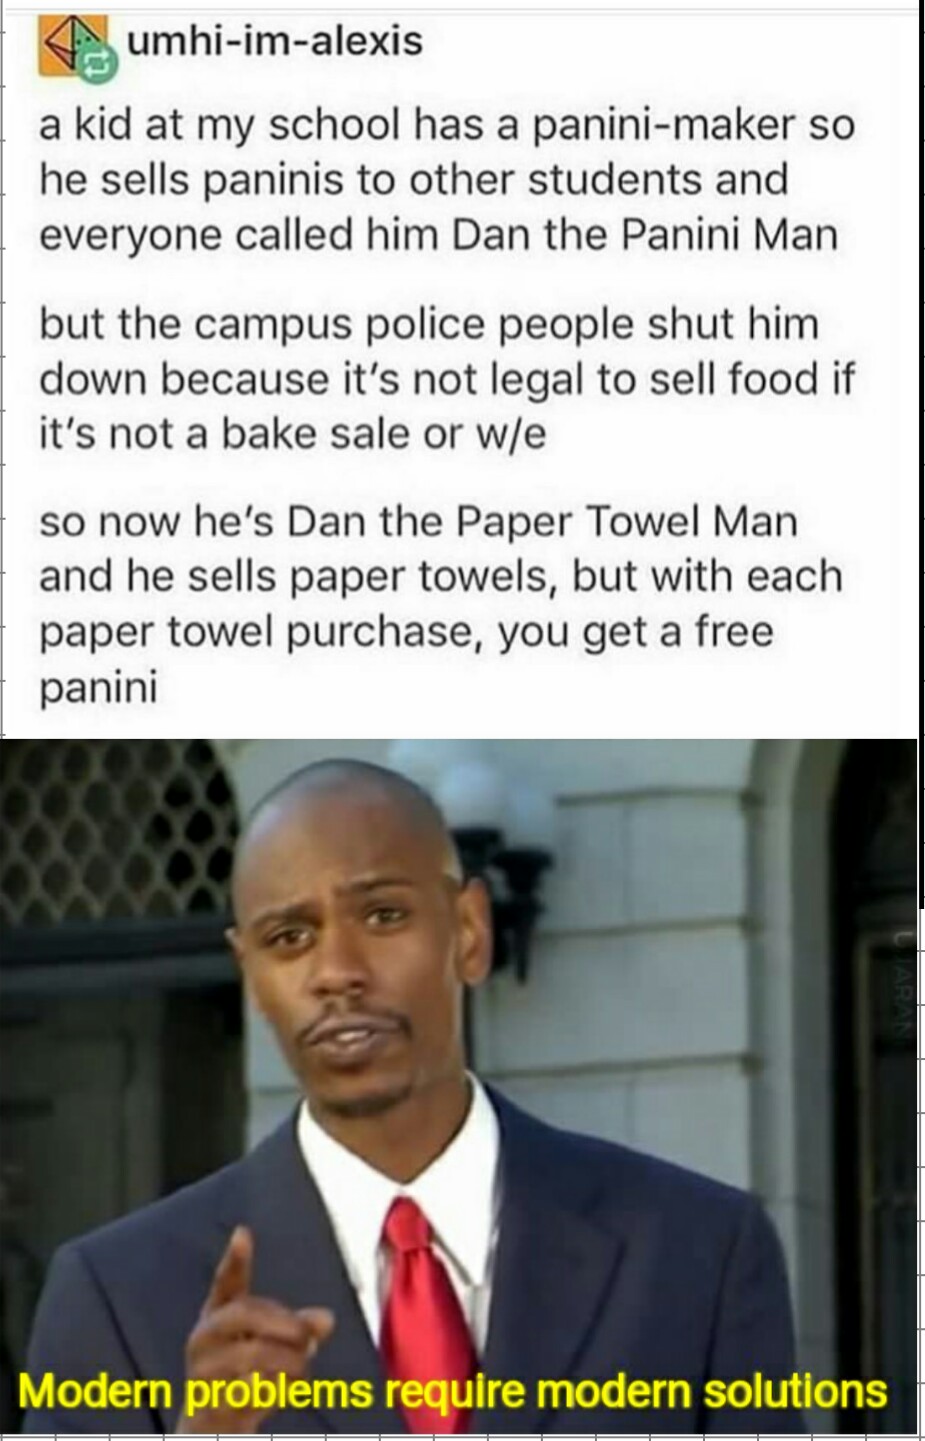 umhi-im-alexis
a kid at my school has a panini-maker so
he sells paninis to other students and
everyone called him Dan the Panini Man
but the campus police people shut him
down because it's not legal to sell food if
it's not a bake sale or w/e
so now he's Dan the Paper Towel Man
and he sells paper towels, but with each
paper towel purchase, you get a free
panini
Modern problems require modern solutions